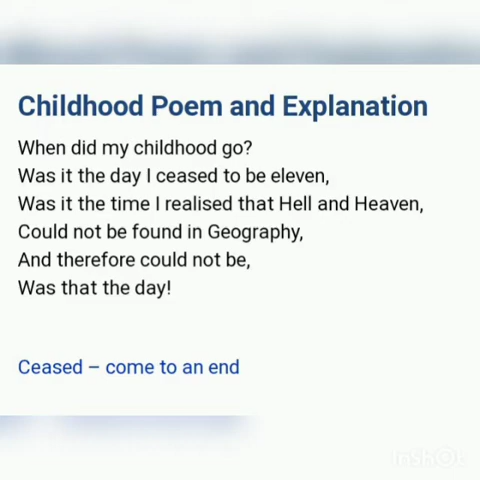 Childhood Poem and Explanation
When did my childhood go?
Was it the day I ceased to be eleven,
Was it the time I realised that Hell and Heaven,
Could not be found in Geography,
And therefore could not be,
Was that the day!
Ceased – come to an end
InShOt